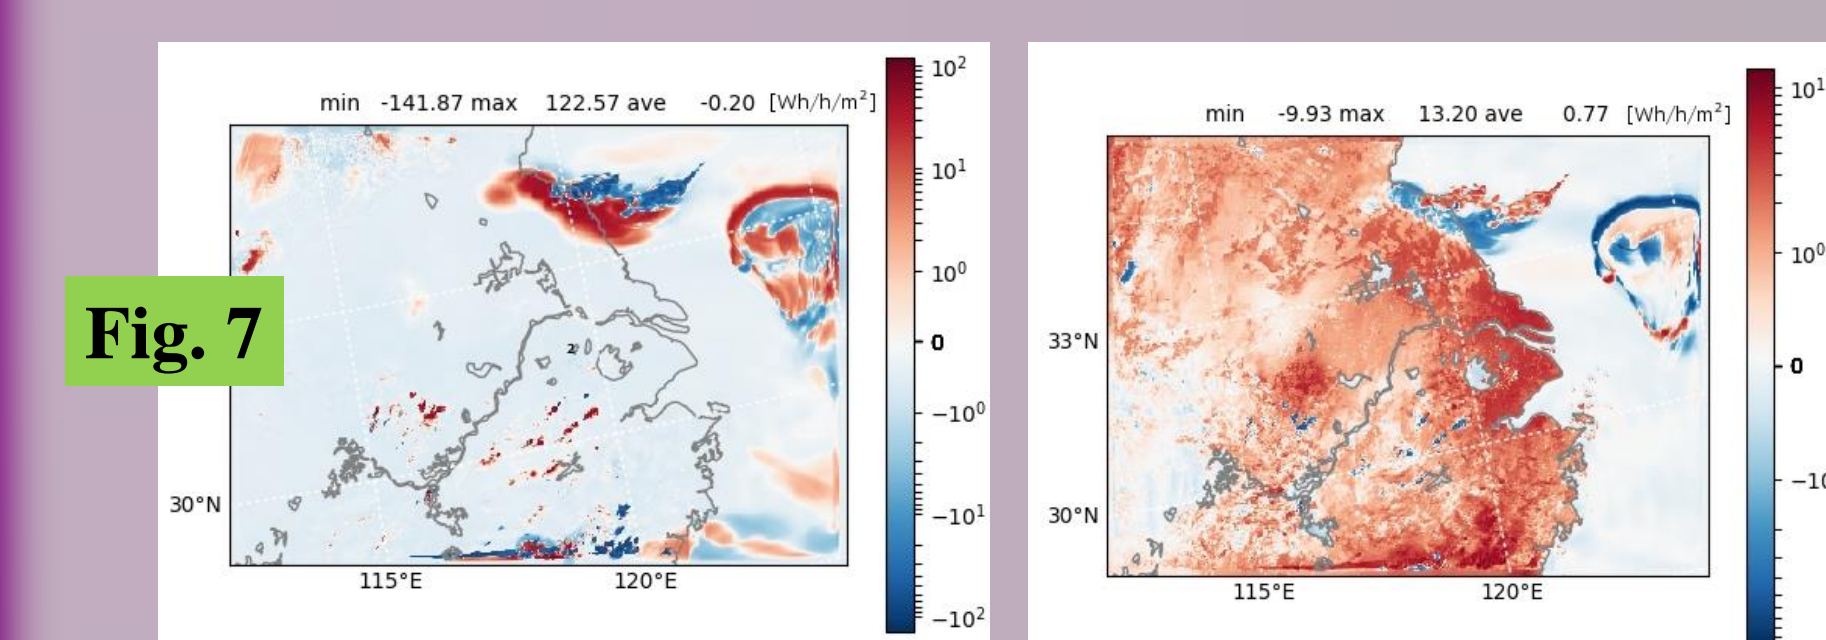 min -141.87 max 122.57 ave -0.20 [Wh/h/m²]
10²
10¹
10⁰
0
−10⁰
−10¹
−10²
30°N
115°E 120°E
2
Fig. 7
min -9.93 max 13.20 ave 0.77 [Wh/h/m²]
10¹
10⁰
0
33°N
30°N
115°E 120°E